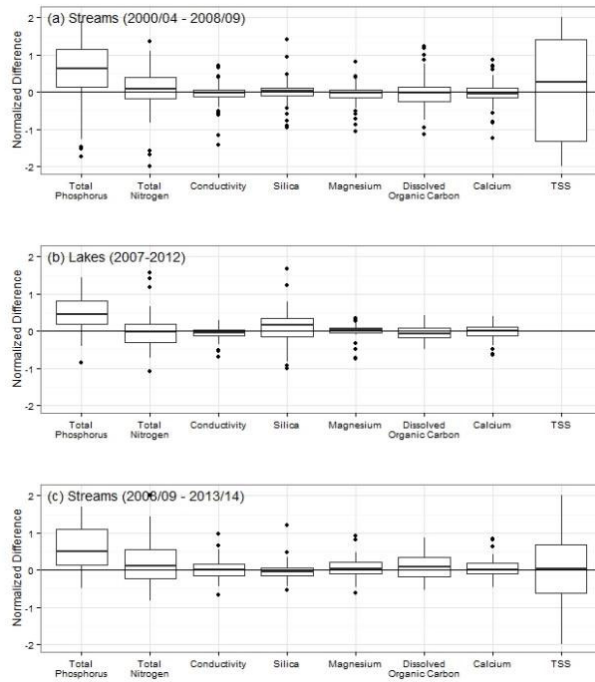 (a) Streams (2000/04 - 2008/09)
Normalized Difference
2
1
0
-1
-2
Total Phosphorus
Total Nitrogen
Conductivity
Silica
Magnesium
Dissolved Organic Carbon
Calcium
TSS
(b) Lakes (2007-2012)
Normalized Difference
2
1
0
-1
-2
Total Phosphorus
Total Nitrogen
Conductivity
Silica
Magnesium
Dissolved Organic Carbon
Calcium
TSS
(c) Streams (2008/09 - 2013/14)
Normalized Difference
2
1
0
-1
-2
Total Phosphorus
Total Nitrogen
Conductivity
Silica
Magnesium
Dissolved Organic Carbon
Calcium
TSS